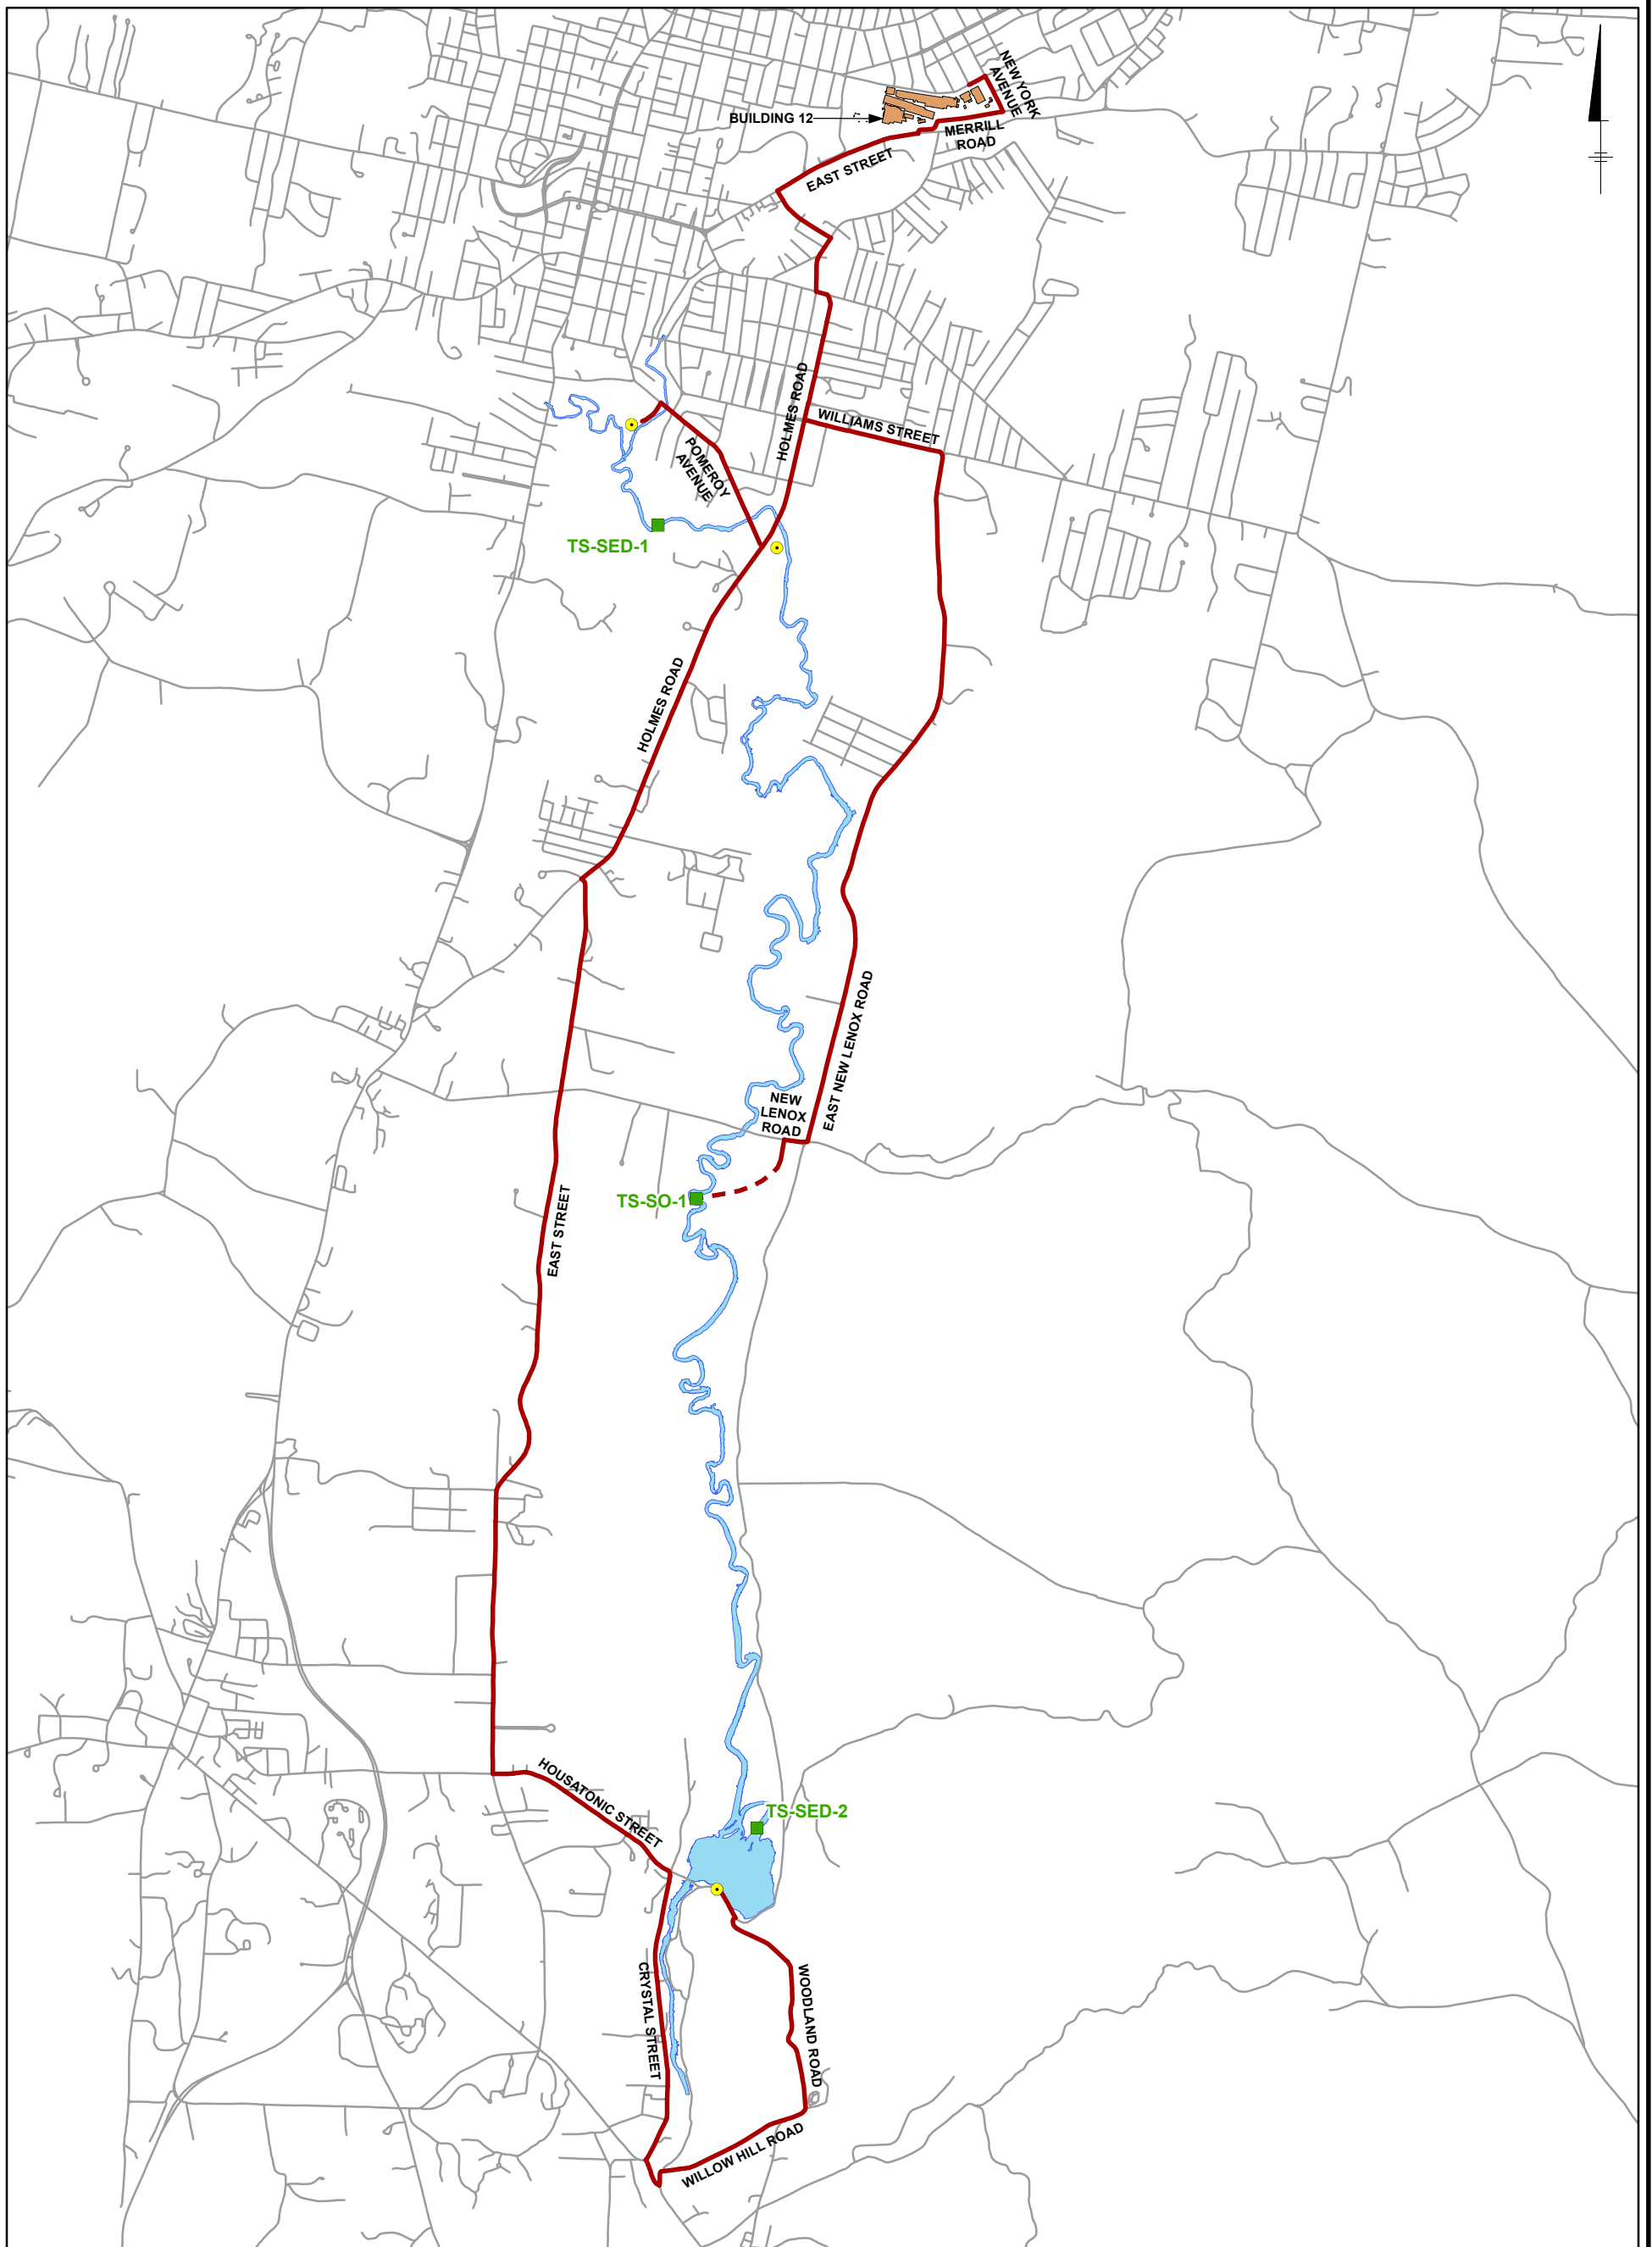 NEW YORK
AVENUE
BUILDING 12
MERRILL
ROAD
EAST STREET
HOLMES ROAD
WILLIAMS STREET
POMEROY
AVENUE
TS-SED-1
HOLMES ROAD
EAST NEW LENOX ROAD
NEW
LENOX
ROAD
TS-SO-1
EAST STREET
HOUSATONIC STREET
TS-SED-2
CRYSTAL STREET
WOODLAND ROAD
WILLOW HILL ROAD